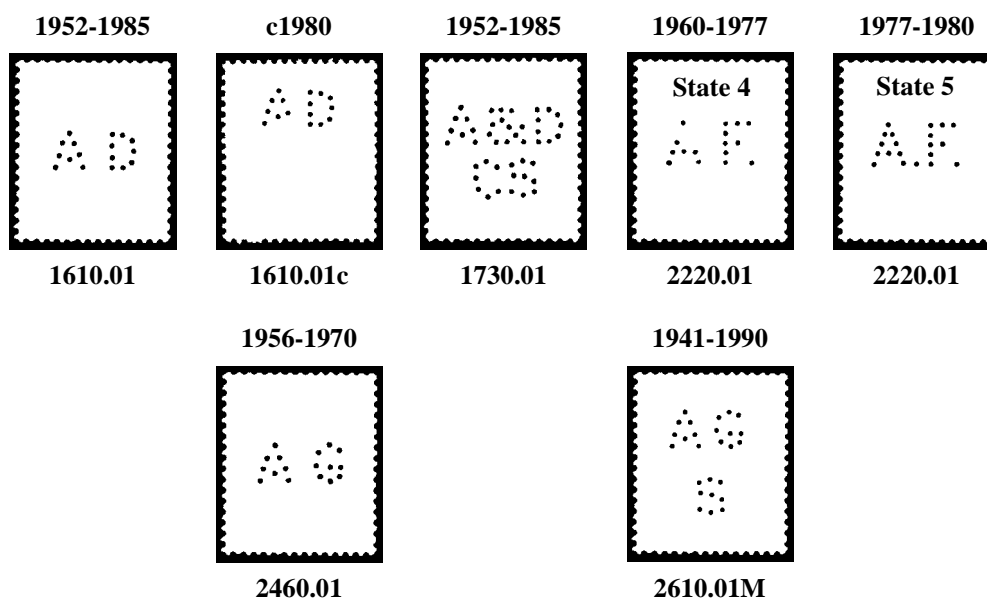 1952-1985 c1980 1952-1985 1960-1977 1977-1980
State 4 State 5
A D A D A&D A F. A.F.
CS
1610.01 1610.01c 1730.01 2220.01 2220.01
1956-1970 1941-1990
A G A G
S
2460.01 2610.01M